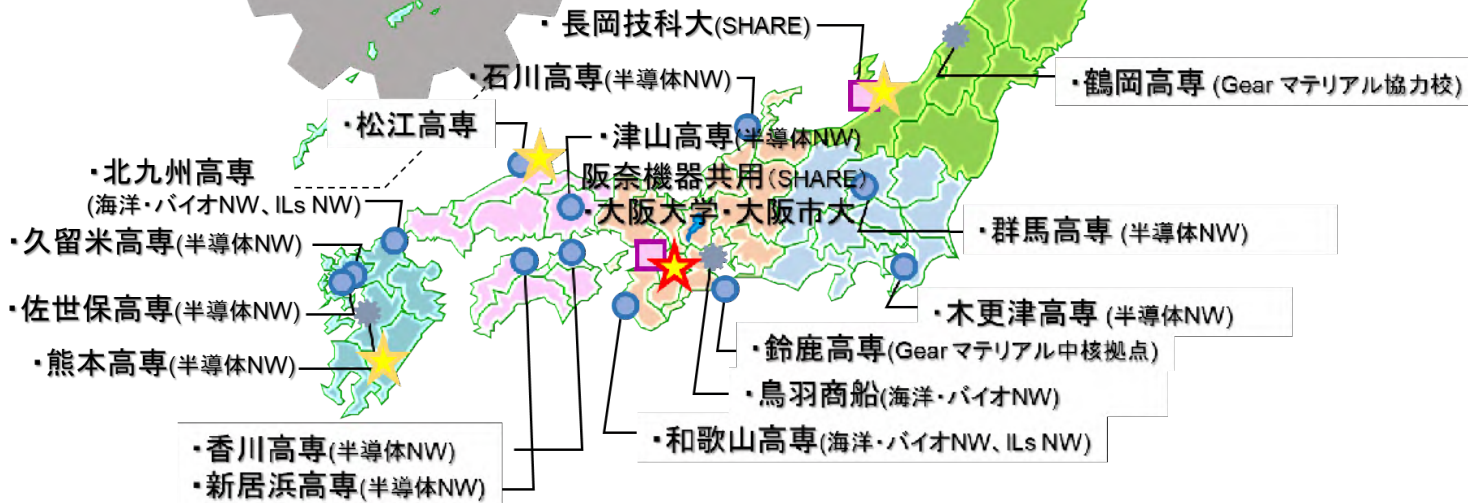 ・長岡技科大(SHARE)
・石川高専(半導体NW)
・鶴岡高専 (Gear マテリアル協力校)
・松江高専
・津山高専(半導体NW)
・北九州高専
(海洋・バイオNW、ILs NW)
阪奈機器共用(SHARE)
・大阪大学・大阪市大
・群馬高専 (半導体NW)
・久留米高専(半導体NW)
・佐世保高専(半導体NW)
・木更津高専 (半導体NW)
・熊本高専(半導体NW)
・鈴鹿高専(Gear マテリアル中核拠点)
・鳥羽商船(海洋・バイオNW)
・和歌山高専(海洋・バイオNW、ILs NW)
・香川高専(半導体NW)
・新居浜高専(半導体NW)